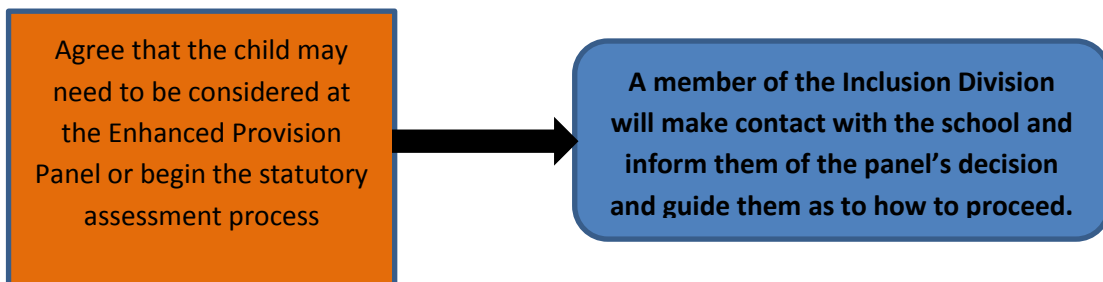 Agree that the child may
need to be considered at
the Enhanced Provision
Panel or begin the statutory
assessment process
A member of the Inclusion Division
will make contact with the school and
inform them of the panel’s decision
and guide them as to how to proceed.